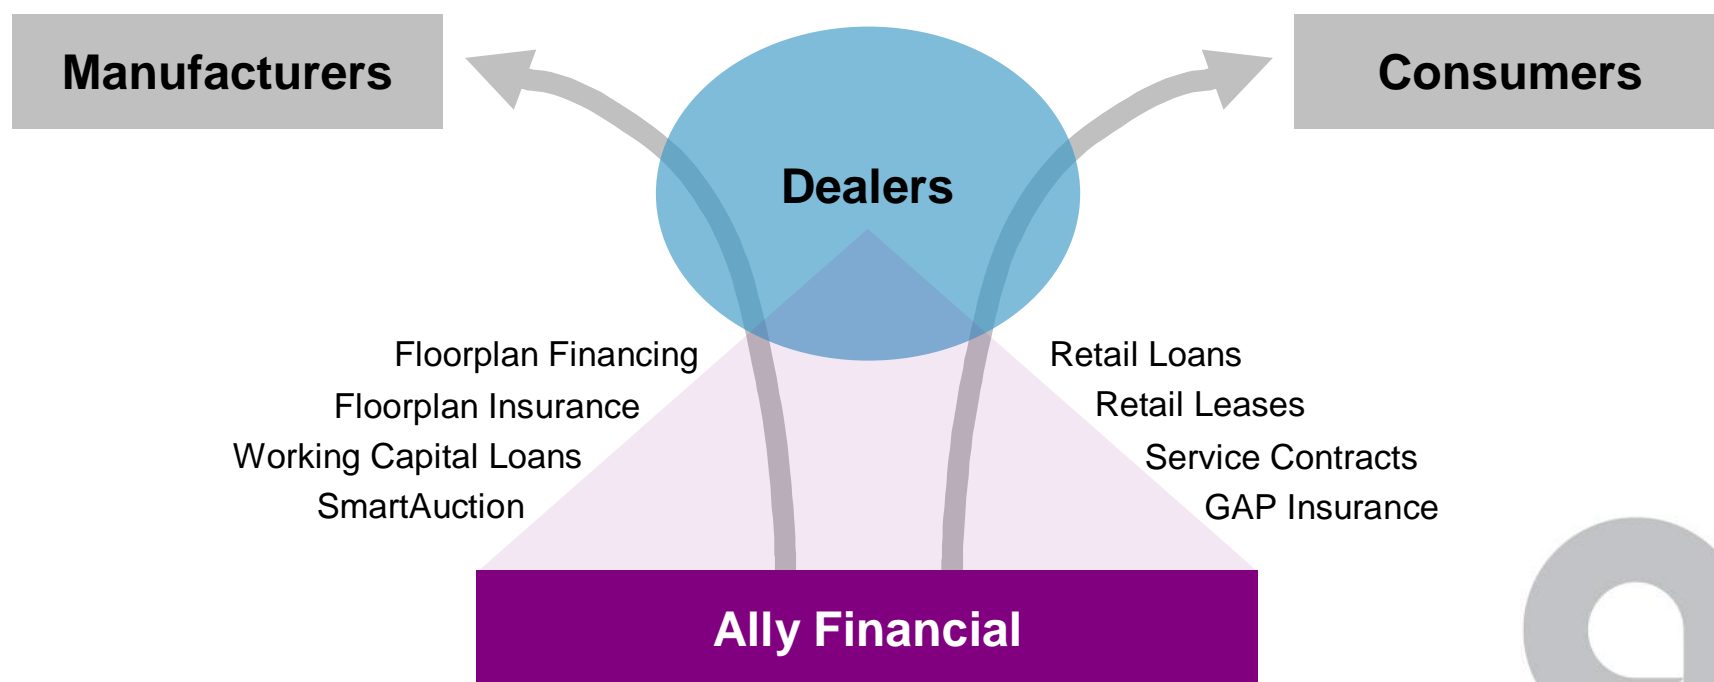 Manufacturers
Consumers
Dealers
Floorplan Financing
Floorplan Insurance
Working Capital Loans
SmartAuction
Retail Loans
Retail Leases
Service Contracts
GAP Insurance
Ally Financial